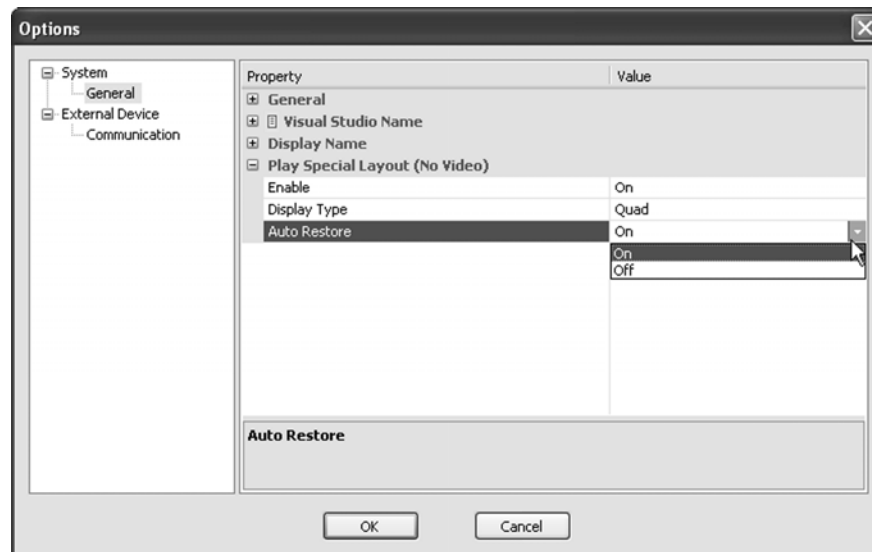 Options
System
General
External Device
Communication
Property Value
General
Visual Studio Name
Display Name
Play Special Layout (No Video)
Enable On
Display Type Quad
Auto Restore On
On
Off
Auto Restore
OK Cancel